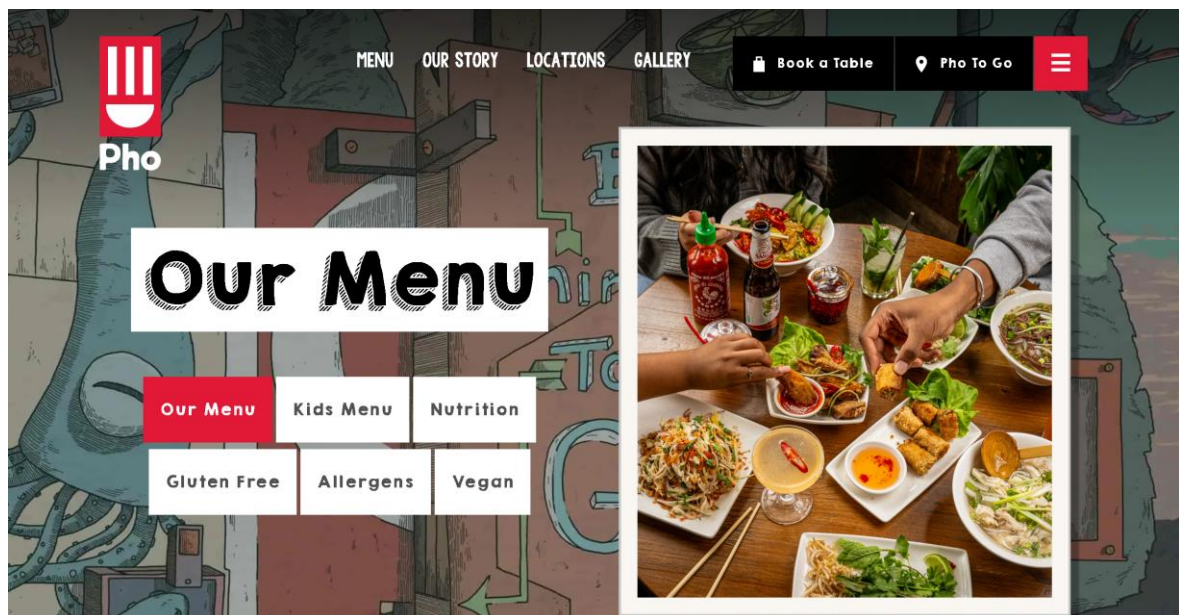 MENU OUR STORY LOCATIONS GALLERY Book a Table Pho To Go
Pho
Our Menu
Our Menu Kids Menu Nutrition
Gluten Free Allergens Vegan